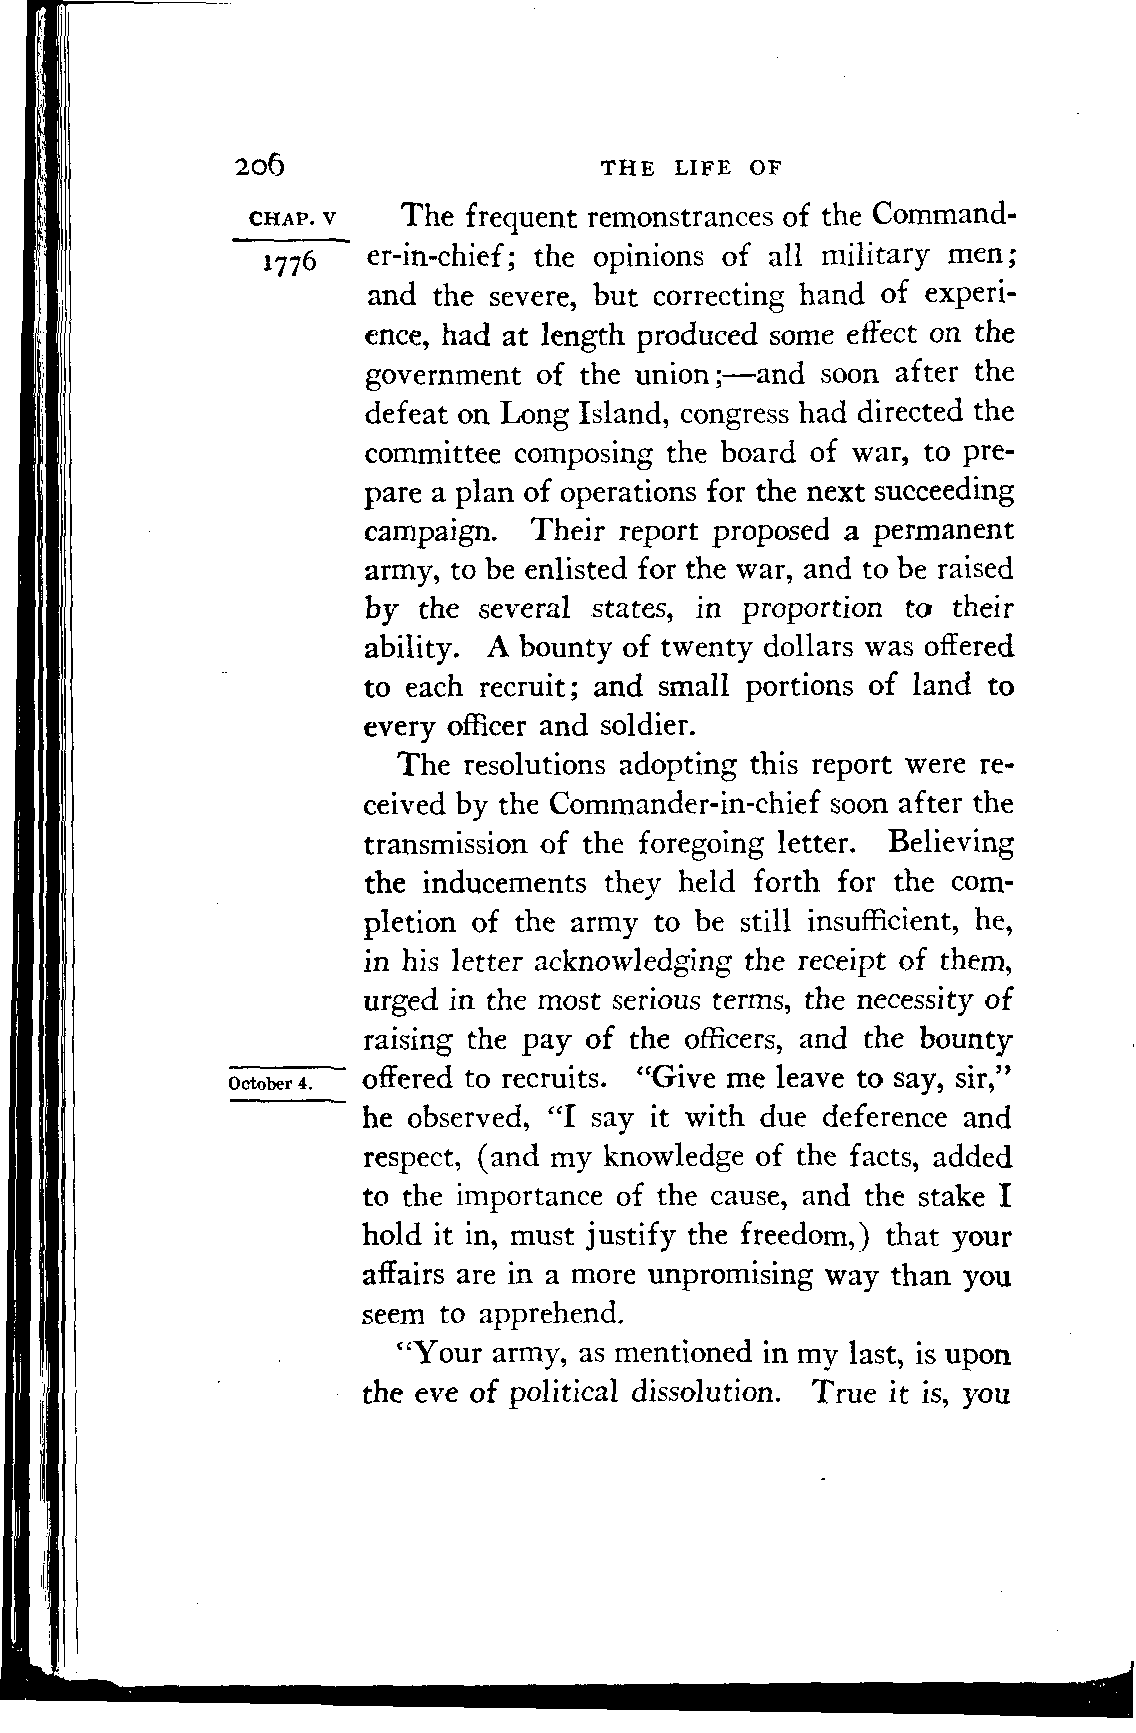 206 THE LIFE OF
CHAP. V
1776
The frequent remonstrances of the Command-
er-in-chief; the opinions of all military men;
and the severe, but correcting hand of experi-
ence, had at length produced some effect on the
government of the union;—and soon after the
defeat on Long Island, congress had directed the
committee composing the board of war, to pre-
pare a plan of operations for the next succeeding
campaign. Their report proposed a permanent
army, to be enlisted for the war, and to be raised
by the several states, in proportion to their
ability. A bounty of twenty dollars was offered
to each recruit; and small portions of land to
every officer and soldier.
The resolutions adopting this report were re-
ceived by the Commander-in-chief soon after the
transmission of the foregoing letter. Believing
the inducements they held forth for the com-
pletion of the army to be still insufficient, he,
in his letter acknowledging the receipt of them,
urged in the most serious terms, the necessity of
raising the pay of the officers, and the bounty
October 4.
offered to recruits. “Give me leave to say, sir,”
he observed, “I say it with due deference and
respect, (and my knowledge of the facts, added
to the importance of the cause, and the stake I
hold it in, must justify the freedom,) that your
affairs are in a more unpromising way than you
seem to apprehend.
“Your army, as mentioned in my last, is upon
the eve of political dissolution. True it is, you